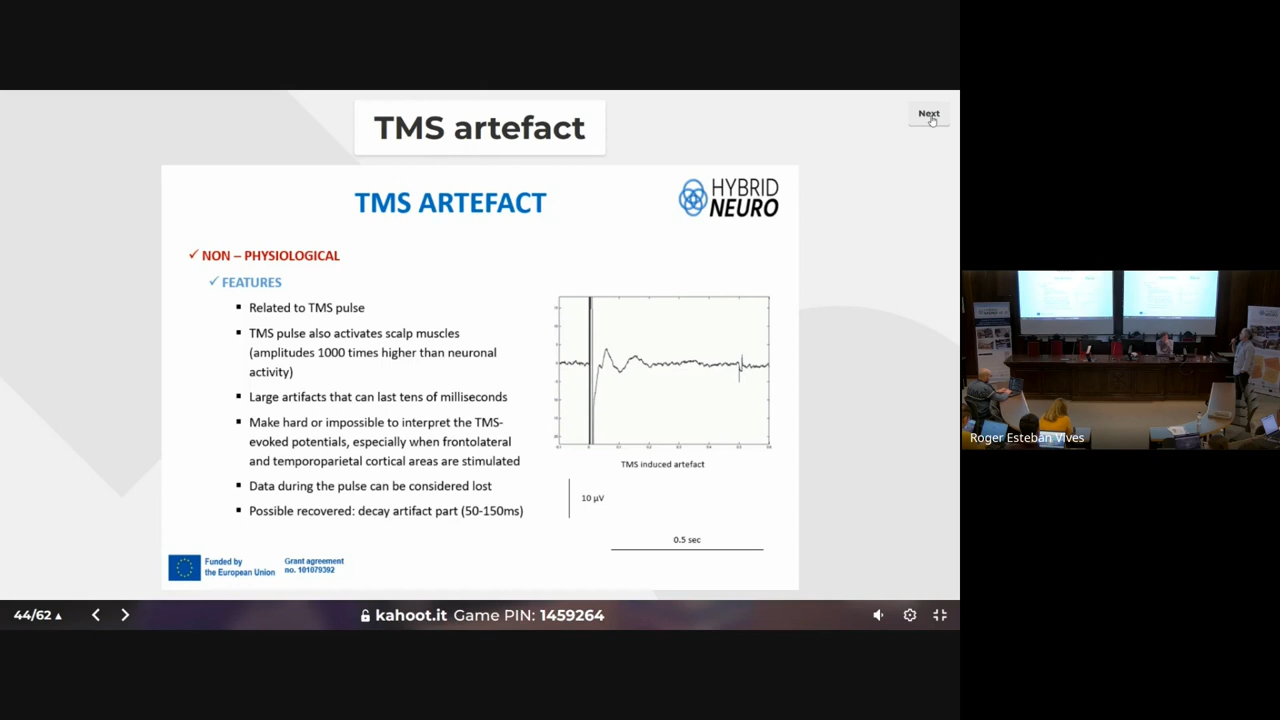 TMS artefact
Next
TMS ARTEFACT
HYBRID
NEURO
✓ NON – PHYSIOLOGICAL
✓ FEATURES
▪ Related to TMS pulse
▪ TMS pulse also activates scalp muscles
(amplitudes 1000 times higher than neuronal
activity)
▪ Large artifacts that can last tens of milliseconds
▪ Make hard or impossible to interpret the TMS-
evoked potentials, especially when frontolateral
and temporoparietal cortical areas are stimulated
▪ Data during the pulse can be considered lost
▪ Possible recovered: decay artifact part (50-150ms)
TMS induced artefact
10 µV
0.5 sec
Funded by
the European Union
Grant agreement
no. 101079392
Roger Esteban Vives
44/62
kahoot.it Game PIN: 1459264